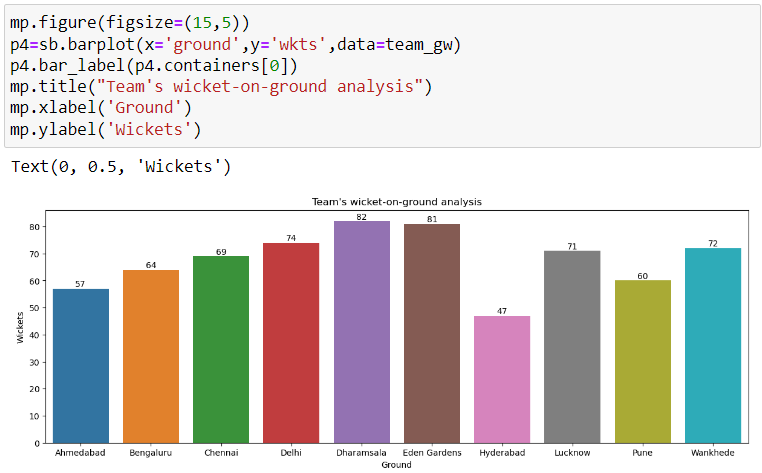 mp.figure(figsize=(15,5))
p4=sb.barplot(x='ground',y='wkts',data=team_gw)
p4.bar_label(p4.containers[0])
mp.title("Team's wicket-on-ground analysis")
mp.xlabel('Ground')
mp.ylabel('Wickets')
Text(0, 0.5, 'Wickets')
Team's wicket-on-ground analysis
Wickets
80
70
60
50
40
30
20
10
0
57
64
69
74
82
81
47
71
60
72
Ahmedabad Bengaluru Chennai Delhi Dharamsala Eden Gardens Hyderabad Lucknow Pune Wankhede
Ground